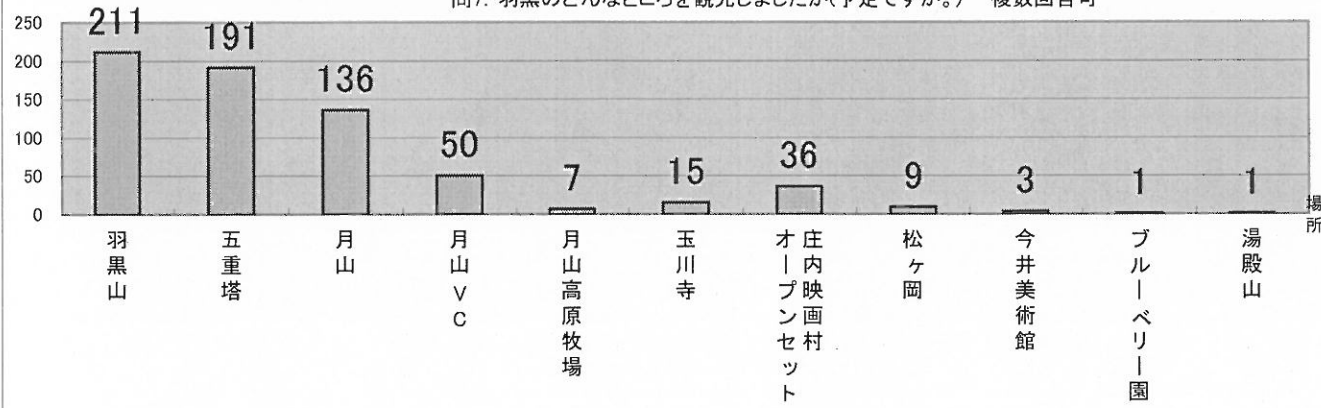 問7. 羽黒のどんなところを観光しましたか(予定ですか。) 複数回答可
250
200
150
100
50
0
211
191
136
50
7
15
36
9
3
1
1
羽黒山
五重塔
月山
月山VC
月山高原牧場
玉川寺
庄内映画村
オープンセット
松ヶ岡
今井美術館
ブルーベリー園
湯殿山
場所